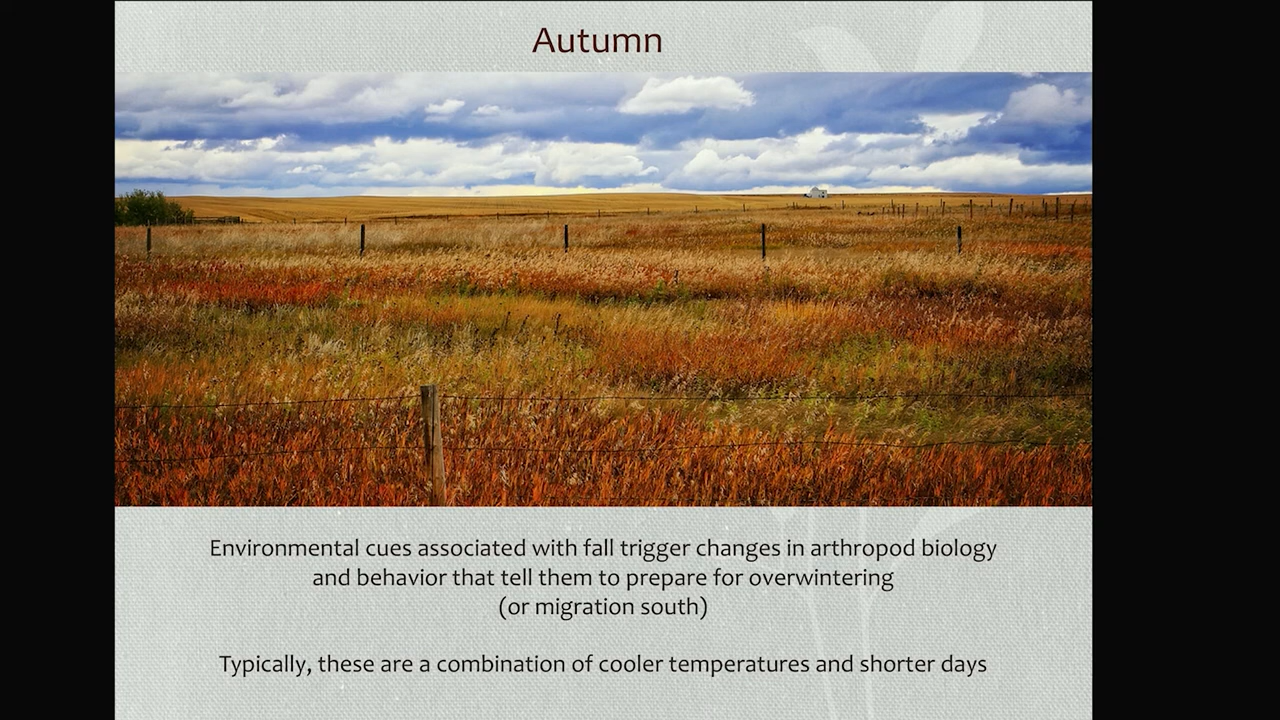 Autumn
Environmental cues associated with fall trigger changes in arthropod biology
and behavior that tell them to prepare for overwintering
(or migration south)
Typically, these are a combination of cooler temperatures and shorter days